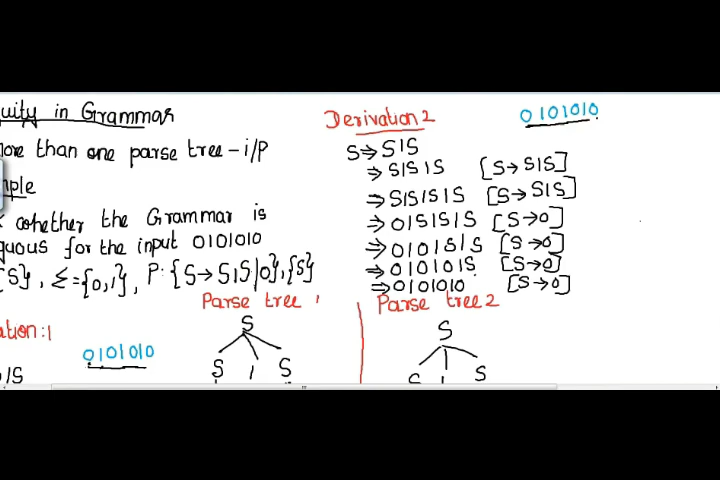 uity in Grammar
more than one parse tree - i/p
mple
whether the Grammar is
guous for the input 0101010
{S}, Σ={0,1}, P:{S→S1S|0},{S}
ation:1
0101010
1S
Parse tree 1
S
S 1 S
Derivation 2
0101010
S⇒S1S
⇒S1S1S [S→S1S]
⇒S1S1S1S [S→S1S]
⇒01S1S1S [S→0]
⇒0101S1S [S→0]
⇒010101S [S→0]
⇒0101010 [S→0]
Parse tree 2
S
S 1 S